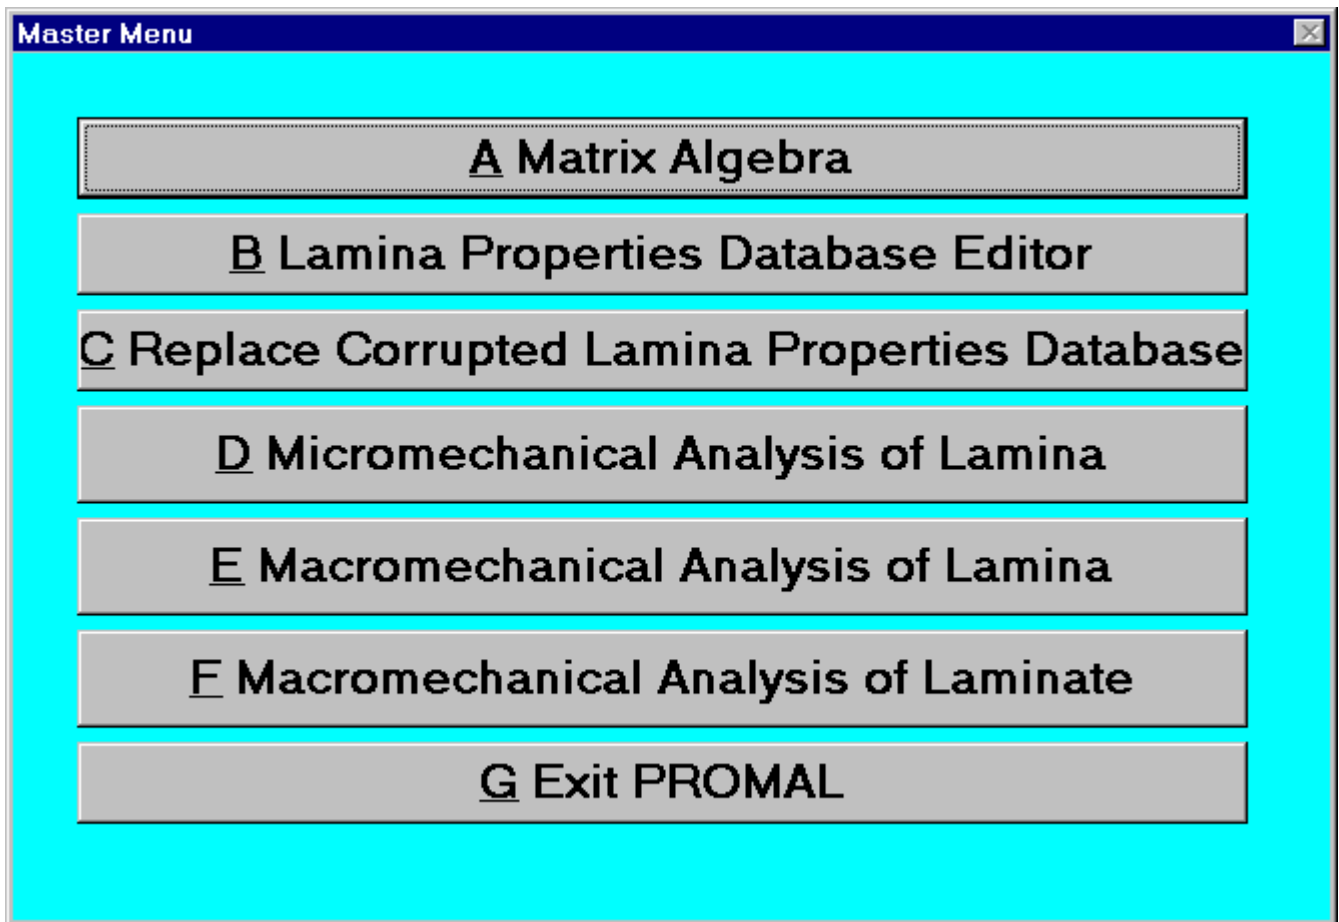 Master Menu
A Matrix Algebra
B Lamina Properties Database Editor
C Replace Corrupted Lamina Properties Database
D Micromechanical Analysis of Lamina
E Macromechanical Analysis of Lamina
F Macromechanical Analysis of Laminate
G Exit PROMAL